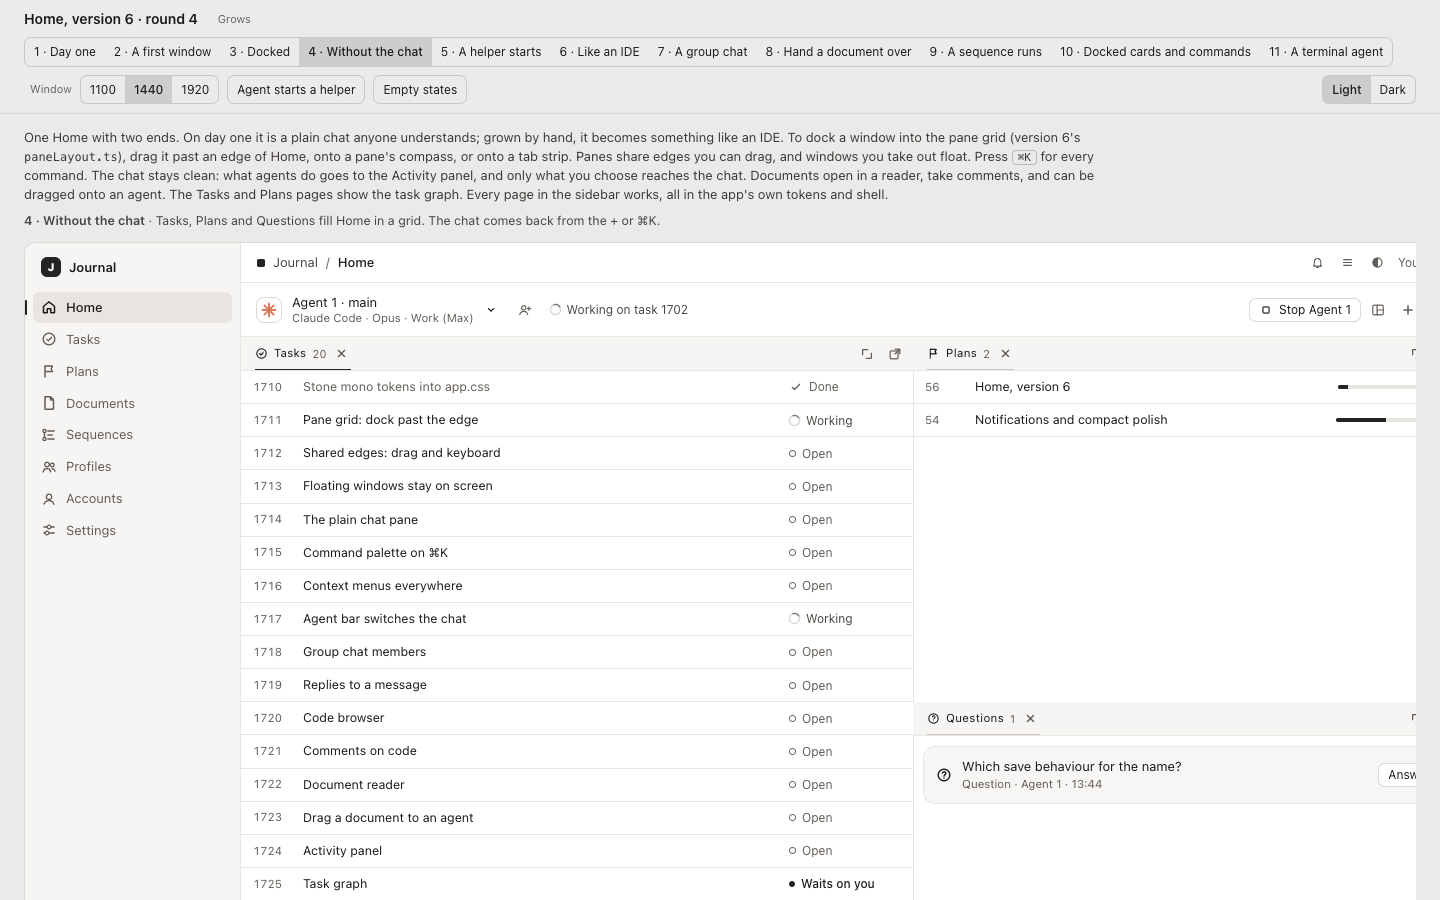 Home, version 6 · round 4 Grows
1 · Day one 2 · A first window 3 · Docked 4 · Without the chat 5 · A helper starts 6 · Like an IDE 7 · A group chat 8 · Hand a document over 9 · A sequence runs 10 · Docked cards and commands 11 · A terminal agent
Window 1100 1440 1920 Agent starts a helper Empty states Light Dark
One Home with two ends. On day one it is a plain chat anyone understands; grown by hand, it becomes something like an IDE. To dock a window into the pane grid (version 6's
paneLayout.ts), drag it past an edge of Home, onto a pane's compass, or onto a tab strip. Panes share edges you can drag, and windows you take out float. Press ⌘K for every
command. The chat stays clean: what agents do goes to the Activity panel, and only what you choose reaches the chat. Documents open in a reader, take comments, and can be
dragged onto an agent. The Tasks and Plans pages show the task graph. Every page in the sidebar works, all in the app's own tokens and shell.
4 · Without the chat · Tasks, Plans and Questions fill Home in a grid. The chat comes back from the + or ⌘K.
J Journal
Home
Tasks
Plans
Documents
Sequences
Profiles
Accounts
Settings
Journal / Home You
Agent 1 · main
Claude Code · Opus · Work (Max)
Working on task 1702
Stop Agent 1
Tasks 20
1710 Stone mono tokens into app.css Done
1711 Pane grid: dock past the edge Working
1712 Shared edges: drag and keyboard Open
1713 Floating windows stay on screen Open
1714 The plain chat pane Open
1715 Command palette on ⌘K Open
1716 Context menus everywhere Open
1717 Agent bar switches the chat Working
1718 Group chat members Open
1719 Replies to a message Open
1720 Code browser Open
1721 Comments on code Open
1722 Document reader Open
1723 Drag a document to an agent Open
1724 Activity panel Open
1725 Task graph Waits on you
Plans 2
56 Home, version 6
54 Notifications and compact polish
Questions 1
Which save behaviour for the name?
Question · Agent 1 · 13:44
Answ